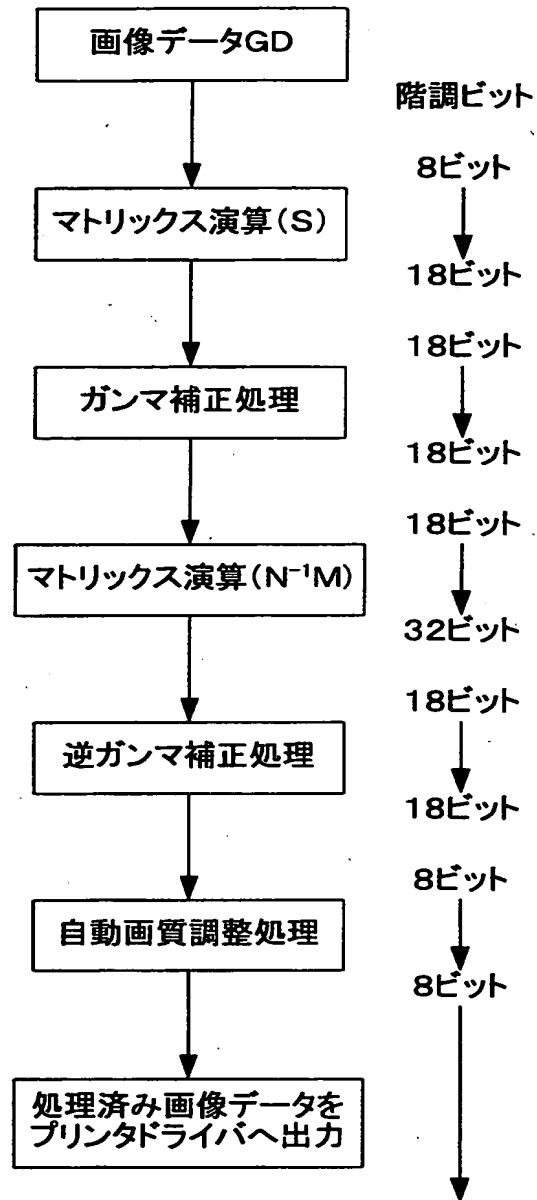 画像データGD
階調ビット
8ビット
マトリックス演算(S)
18ビット
18ビット
ガンマ補正処理
18ビット
18ビット
マトリックス演算(N⁻¹M)
32ビット
18ビット
逆ガンマ補正処理
18ビット
8ビット
自動画質調整処理
8ビット
処理済み画像データを
プリンタドライバへ出力